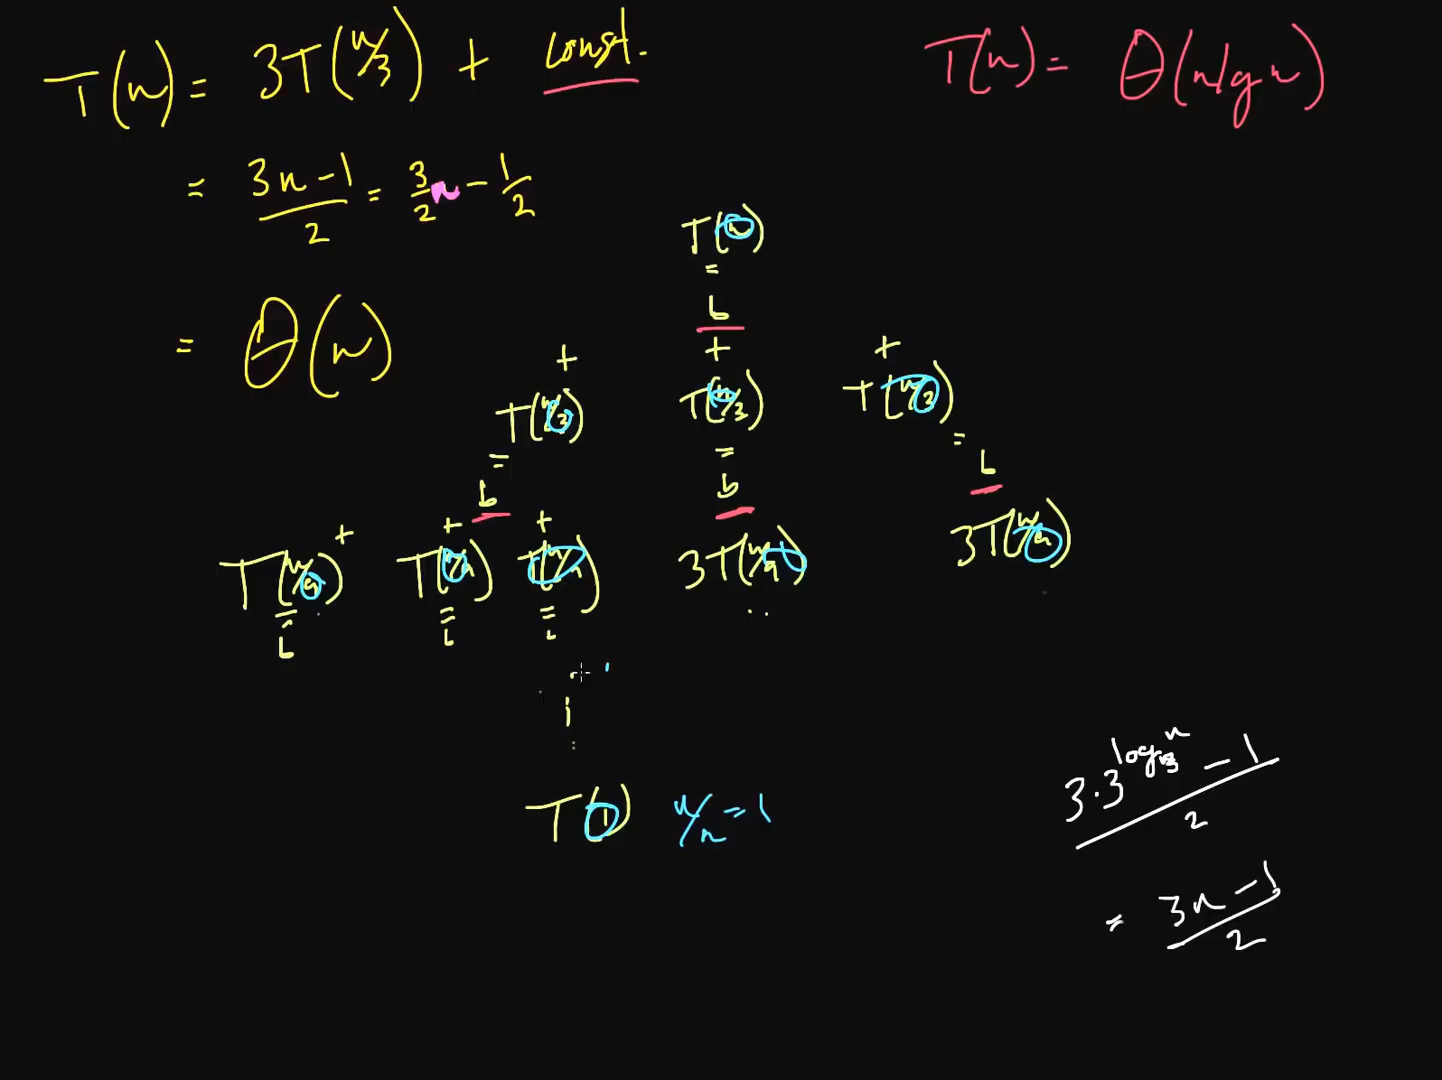 T(n) = 3T(n/3) + const.
T(n) = θ(n lg n)
= (3n - 1)/2 = 3/2 n - 1/2
= θ(n)
T(n)
=
b
+ + +
T(n/3) T(n/3) T(n/3)
= = =
b b b
+ + +
T(n/9) T(n/9) T(n/9) 3T(n/9) 3T(n/9)
= = =
b b b
T(1) n/n = 1
(3·3^log₃ n - 1)/2
= (3n - 1)/2